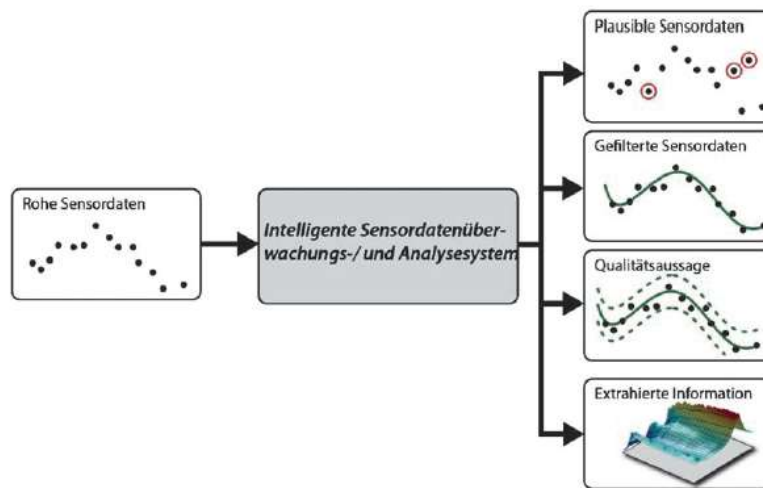 Plausible Sensordaten
Gefilterte Sensordaten
Rohe Sensordaten
Intelligente Sensordatenüber-
wachungs-/ und Analysesystem
Qualitätsaussage
Extrahierte Information